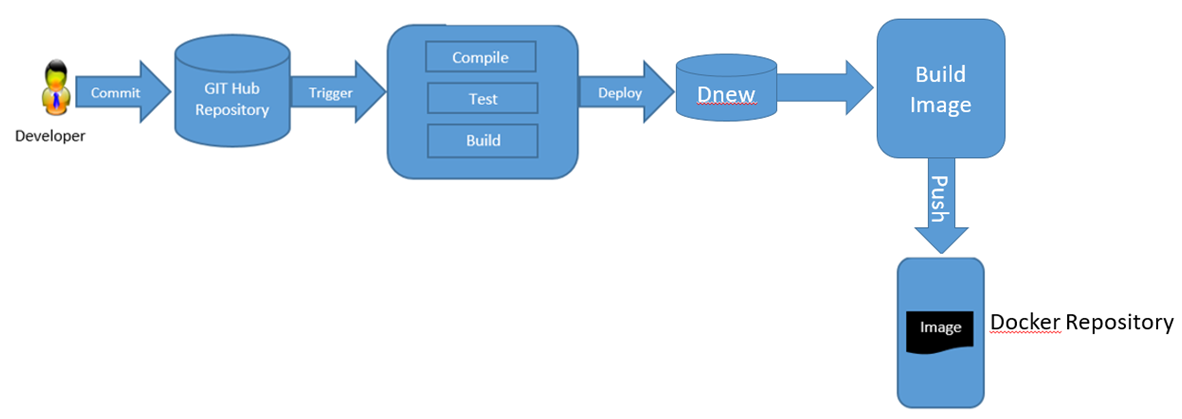 Developer
Commit
GIT Hub
Repository
Trigger
Compile
Test
Build
Deploy
Dnew
Build
Image
Push
Image
Docker Repository